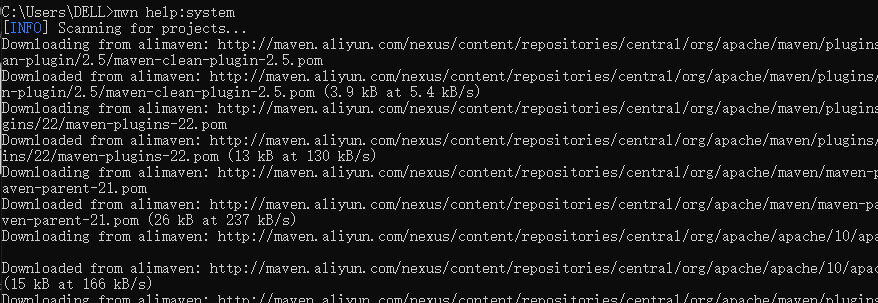 C:\Users\DELL>mvn help:system
[INFO] Scanning for projects...
Downloading from alimaven: http://maven.aliyun.com/nexus/content/repositories/central/org/apache/maven/plugins
an-plugin/2.5/maven-clean-plugin-2.5.pom
Downloaded from alimaven: http://maven.aliyun.com/nexus/content/repositories/central/org/apache/maven/plugins/
n-plugin/2.5/maven-clean-plugin-2.5.pom (3.9 kB at 5.4 kB/s)
Downloading from alimaven: http://maven.aliyun.com/nexus/content/repositories/central/org/apache/maven/plugin
gins/22/maven-plugins-22.pom
Downloaded from alimaven: http://maven.aliyun.com/nexus/content/repositories/central/org/apache/maven/plugi
ins/22/maven-plugins-22.pom (13 kB at 130 kB/s)
Downloading from alimaven: http://maven.aliyun.com/nexus/content/repositories/central/org/apache/maven/maven-p
aven-parent-21.pom
Downloaded from alimaven: http://maven.aliyun.com/nexus/content/repositories/central/org/apache/maven/maven-pa
ven-parent-21.pom (26 kB at 237 kB/s)
Downloading from alimaven: http://maven.aliyun.com/nexus/content/repositories/central/org/apache/apache/10/apa
Downloaded from alimaven: http://maven.aliyun.com/nexus/content/repositories/central/org/apache/apache/10/apac
(15 kB at 166 kB/s)
Downloading from alimaven: http://maven.aliyun.com/nexus/content/repositories/central/org/apache/maven/plugins